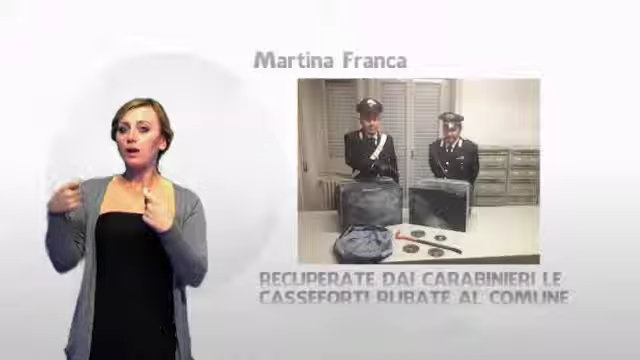 Martina Franca
RECUPERATE DAI CARABINIERI LE
CASSEFORTI RUBATE AL COMUNE